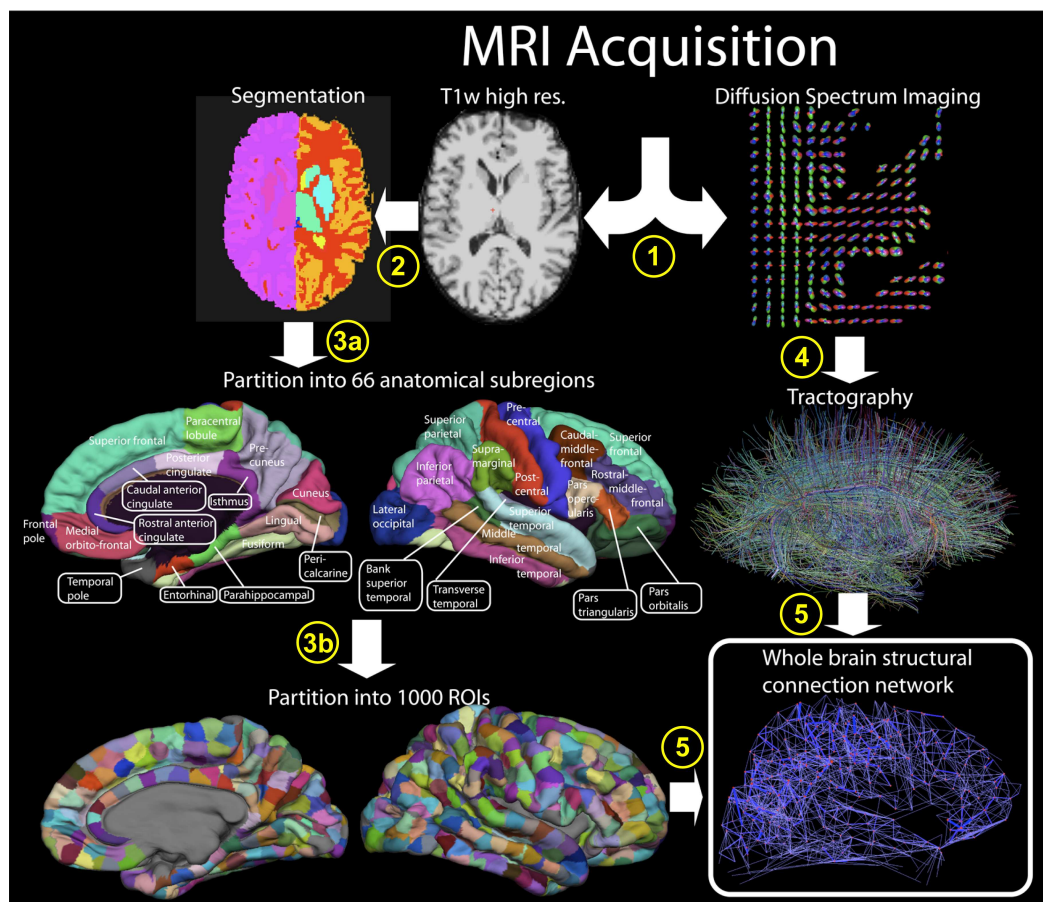 MRI Acquisition
Segmentation
T1w high res.
Diffusion Spectrum Imaging
1
2
3a
4
Partition into 66 anatomical subregions
Tractography
Superior frontal
Paracentral
lobule
Pre-
cuneus
Posterior
cingulate
Caudal anterior
cingulate
Isthmus
Cuneus
Frontal
pole
Medial
orbito-frontal
Rostral anterior
cingulate
Lingual
Fusiform
Peri-
calcarine
Temporal
pole
Entorhinal
Parahippocampal
Superior
parietal
Pre-
central
Caudal-
middle-
frontal
Superior
frontal
Supra-
marginal
Inferior
parietal
Post-
central
Rostral-
middle-
frontal
Pars
opercu-
laris
Lateral
occipital
Superior
temporal
Middle
temporal
Inferior
temporal
Bank
superior
temporal
Transverse
temporal
Pars
triangularis
Pars
orbitalis
3b
5
Partition into 1000 ROIs
5
Whole brain structural
connection network